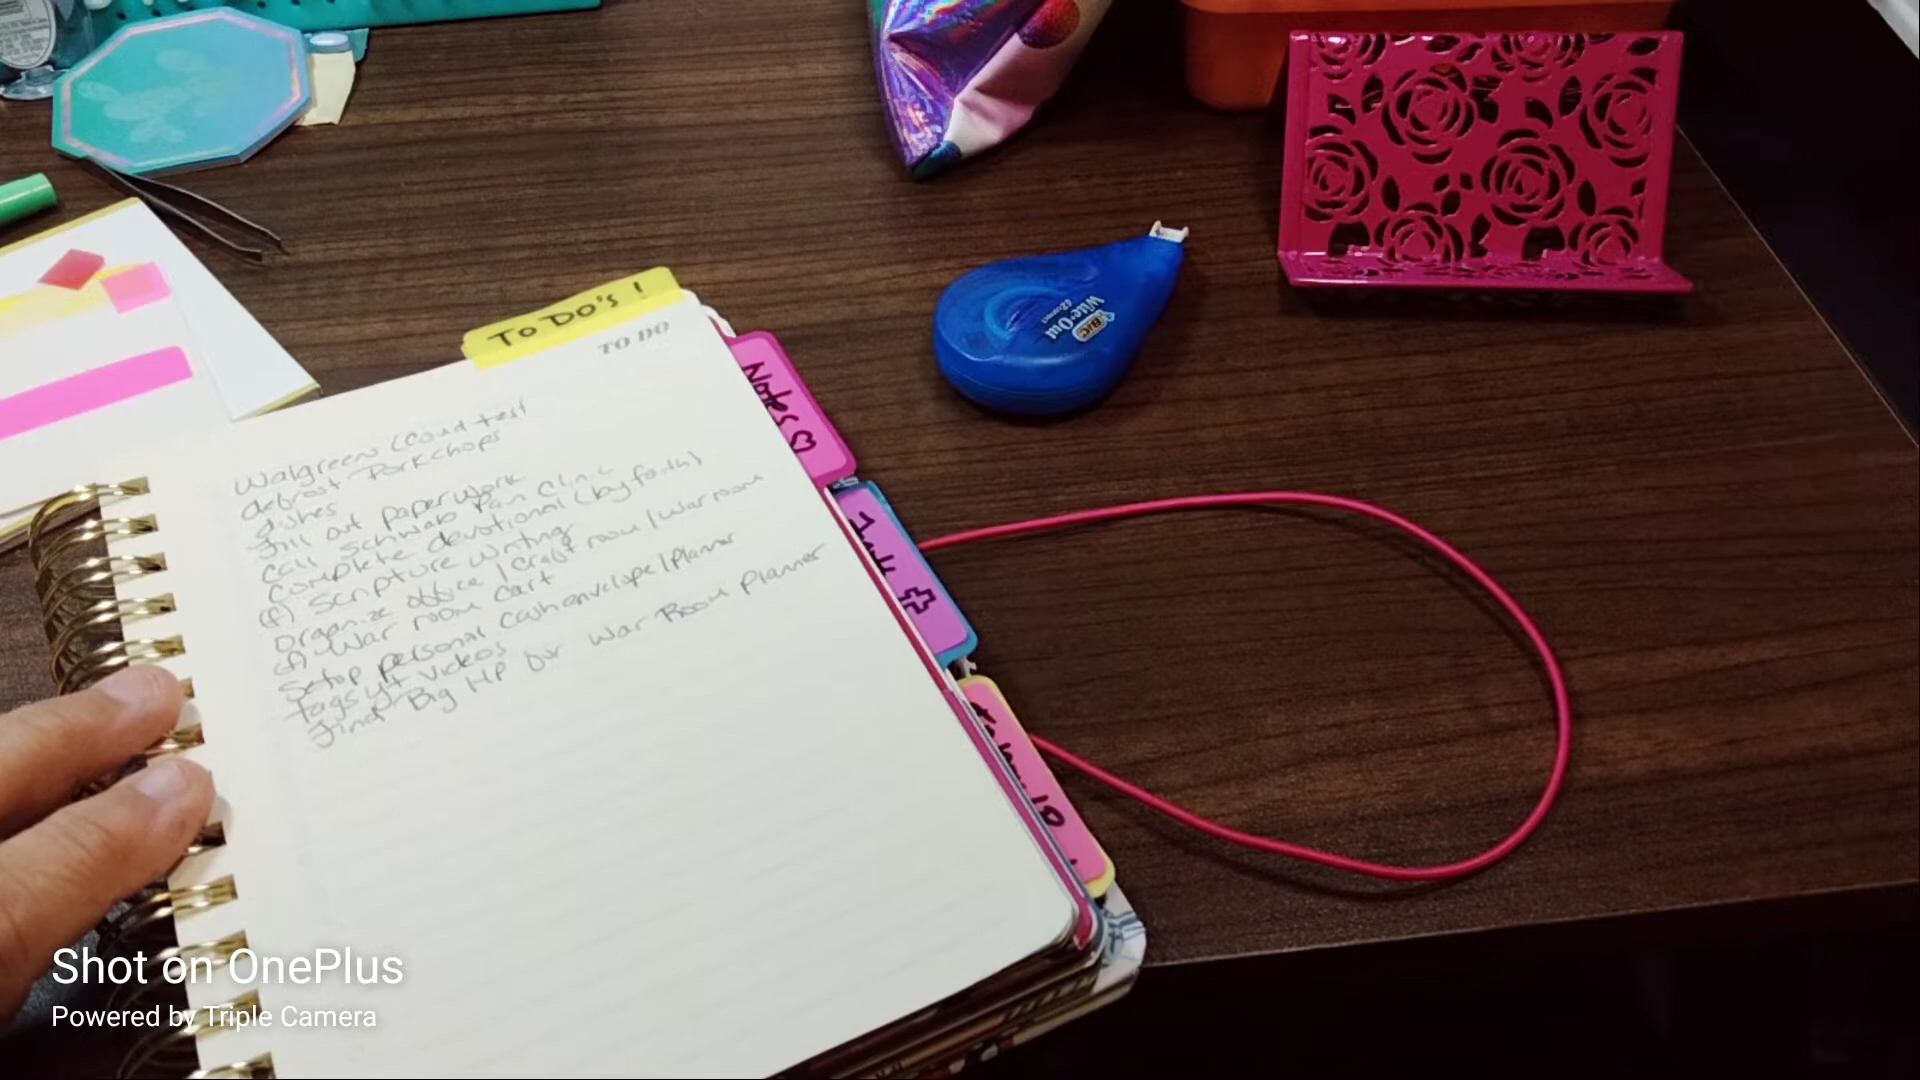 To Do's!
TO DO
Walgreens (Covid test
defrost Porkchops
dishes
fill out paperwork
Call Schwab Pain Clinic
Complete devotional (by faith)
(f) Scripture writing
Organize office / craft room / War room
(f) War room cart
Setup personal cash envelope / Planner
Tags yt videos
find Big HP for War Room planner
Notes ♡
BIC
Wite-Out
EZcorrect
Shot on OnePlus
Powered by Triple Camera